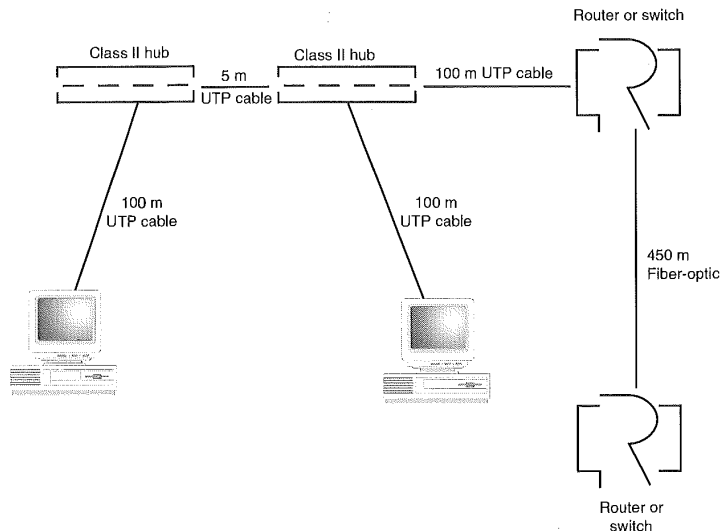 Router or switch
Class II hub
Class II hub
5 m
UTP cable
100 m UTP cable
100 m
UTP cable
100 m
UTP cable
450 m
Fiber-optic
Router or
switch